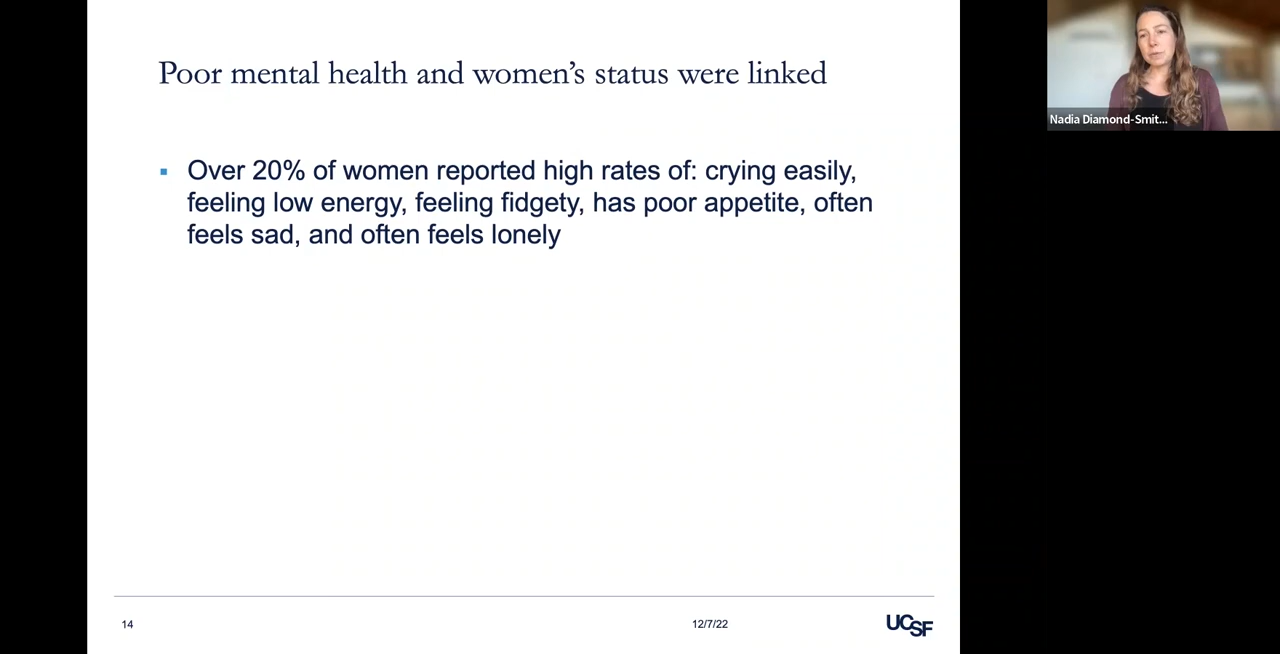 Poor mental health and women’s status were linked
Nadia Diamond-Smit...
▪ Over 20% of women reported high rates of: crying easily,
feeling low energy, feeling fidgety, has poor appetite, often
feels sad, and often feels lonely
14
12/7/22
UCSF